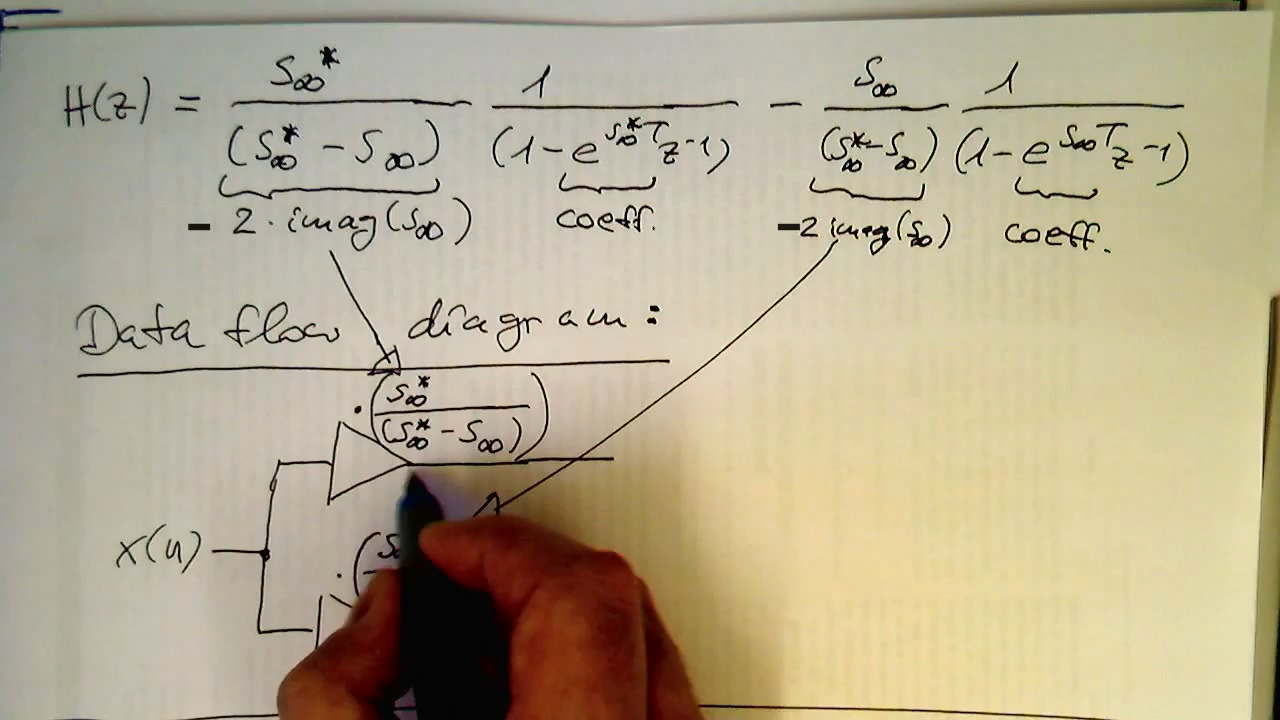 H(z) = S∞* / (S∞* - S∞) 1 / (1 - e^{S∞*T} z^{-1}) - S∞ / (S∞* - S∞) 1 / (1 - e^{S∞T} z^{-1})
- 2 · imag(S∞) coeff. -2 imag(S∞) coeff.
Data flow diagram:
· (S∞* / (S∞* - S∞))
x(n)
· (S